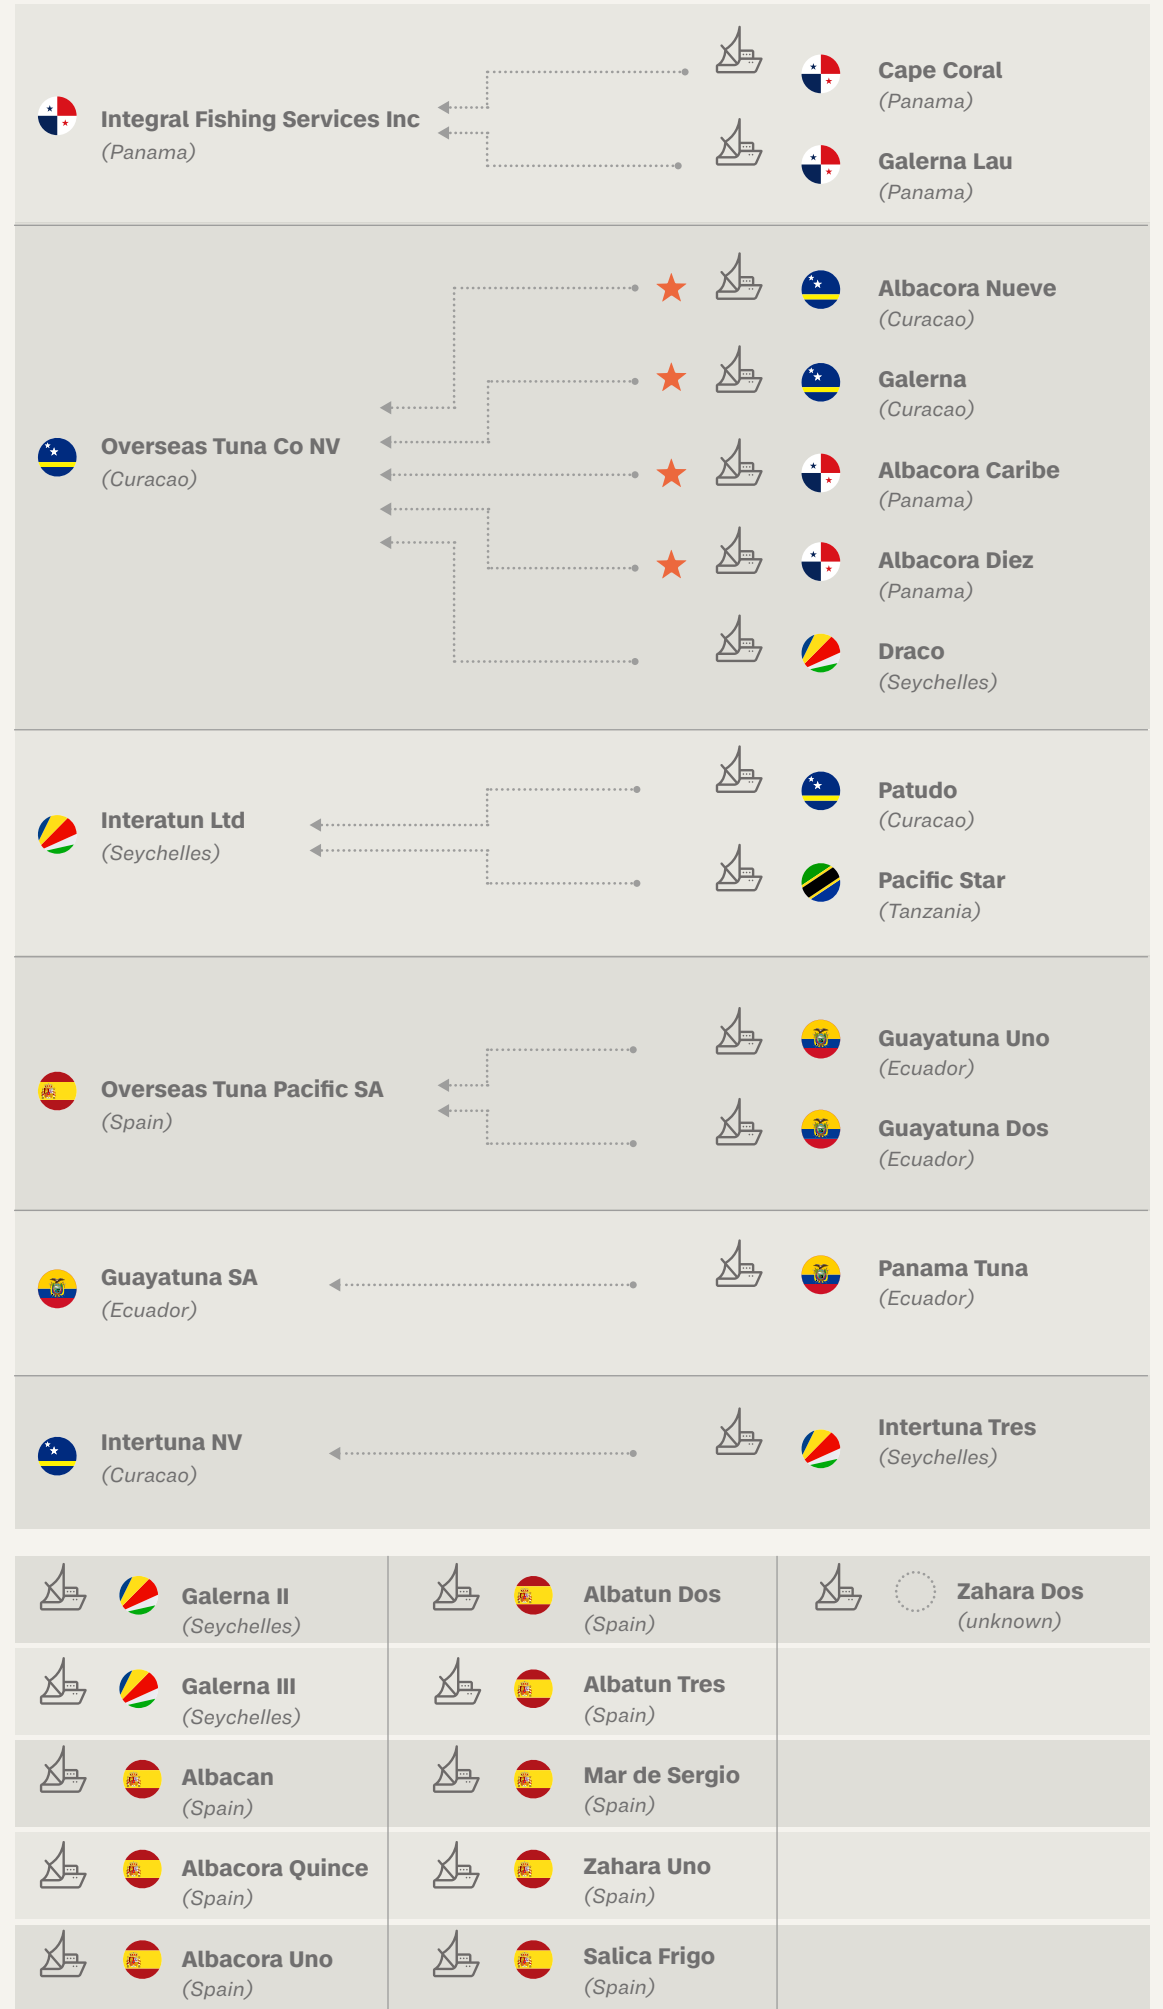 Integral Fishing Services Inc
(Panama)
Cape Coral
(Panama)
Galerna Lau
(Panama)
Overseas Tuna Co NV
(Curacao)
Albacora Nueve
(Curacao)
Galerna
(Curacao)
Albacora Caribe
(Panama)
Albacora Diez
(Panama)
Draco
(Seychelles)
Interatun Ltd
(Seychelles)
Patudo
(Curacao)
Pacific Star
(Tanzania)
Overseas Tuna Pacific SA
(Spain)
Guayatuna Uno
(Ecuador)
Guayatuna Dos
(Ecuador)
Guayatuna SA
(Ecuador)
Panama Tuna
(Ecuador)
Intertuna NV
(Curacao)
Intertuna Tres
(Seychelles)
Galerna II
(Seychelles)
Galerna III
(Seychelles)
Albacan
(Spain)
Albacora Quince
(Spain)
Albacora Uno
(Spain)
Albatun Dos
(Spain)
Albatun Tres
(Spain)
Mar de Sergio
(Spain)
Zahara Uno
(Spain)
Salica Frigo
(Spain)
Zahara Dos
(unknown)